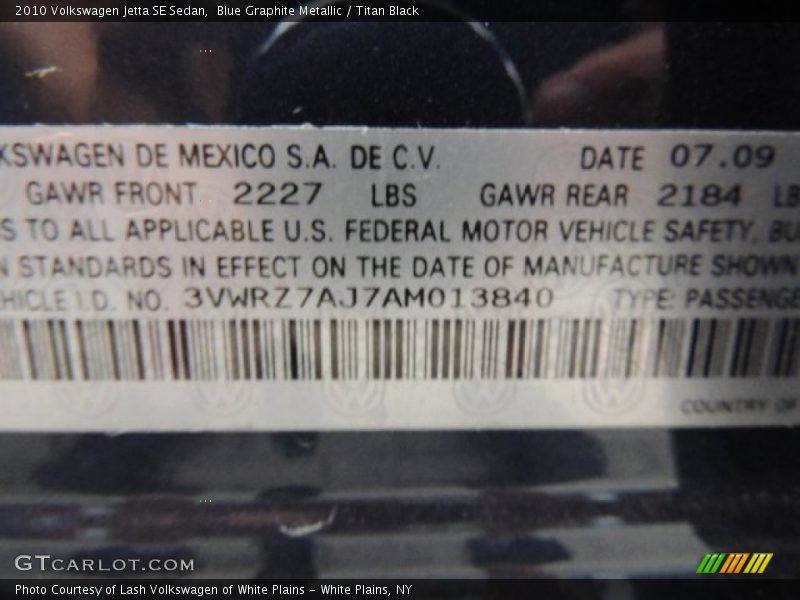 2010 Volkswagen Jetta SE Sedan,  Blue Graphite Metallic / Titan Black
KSWAGEN DE MEXICO S.A. DE C.V. DATE 07.09
GAWR FRONT 2227 LBS GAWR REAR 2184 LB
S TO ALL APPLICABLE U.S. FEDERAL MOTOR VEHICLE SAFETY, BU
N STANDARDS IN EFFECT ON THE DATE OF MANUFACTURE SHOWN
HICLE I.D. NO. 3VWRZ7AJ7AM013840 TYPE: PASSENGE
COUNTRY OF
GTCARLOT.COM
Photo Courtesy of Lash Volkswagen of White Plains - White Plains, NY